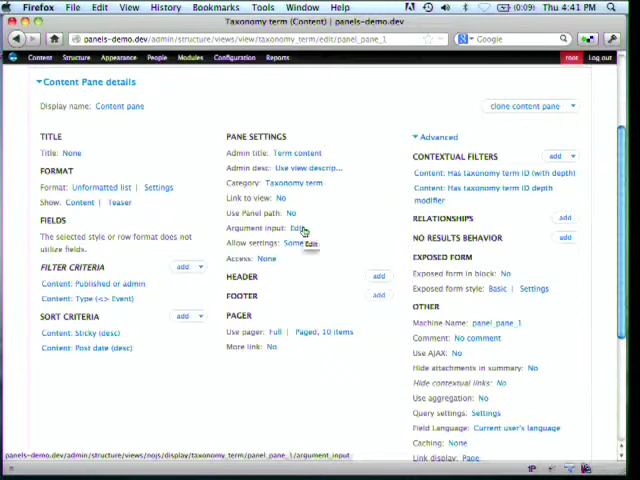 Firefox File Edit View History Bookmarks Tools Window Help (0:09) Thu 4:41 PM
Taxonomy term (Content) | panels-demo.dev
panels-demo.dev/admin/structure/views/view/taxonomy_term/edit/panel_pane_1
Google
Content Structure Appearance People Modules Configuration Reports root Log out
Content Pane details
Display name: Content pane
clone content pane
TITLE
Title: None
FORMAT
Format: Unformatted list | Settings
Show: Content | Teaser
FIELDS
The selected style or row format does not
utilize fields.
FILTER CRITERIA add
Content: Published or admin
Content: Type (<> Event)
SORT CRITERIA add
Content: Sticky (desc)
Content: Post date (desc)
PANE SETTINGS
Admin title: Term content
Admin desc: Use view descrip...
Category: Taxonomy term
Link to view: No
Use Panel path: No
Argument input: Edit
Allow settings: Some
Edit
Access: None
HEADER add
FOOTER add
PAGER
Use pager: Full | Paged, 10 items
More link: No
Advanced
CONTEXTUAL FILTERS add
Content: Has taxonomy term ID (with depth)
Content: Has taxonomy term ID depth
modifier
RELATIONSHIPS add
NO RESULTS BEHAVIOR add
EXPOSED FORM
Exposed form in block: No
Exposed form style: Basic | Settings
OTHER
Machine Name: panel_pane_1
Comment: No comment
Use AJAX: No
Hide attachments in summary: No
Hide contextual links: No
Use aggregation: No
Query settings: Settings
Field Language: Current user's language
Caching: None
Link display: Page
panels-demo.dev/admin/structure/views/nojs/display/taxonomy_term/panel_pane_1/argument_input